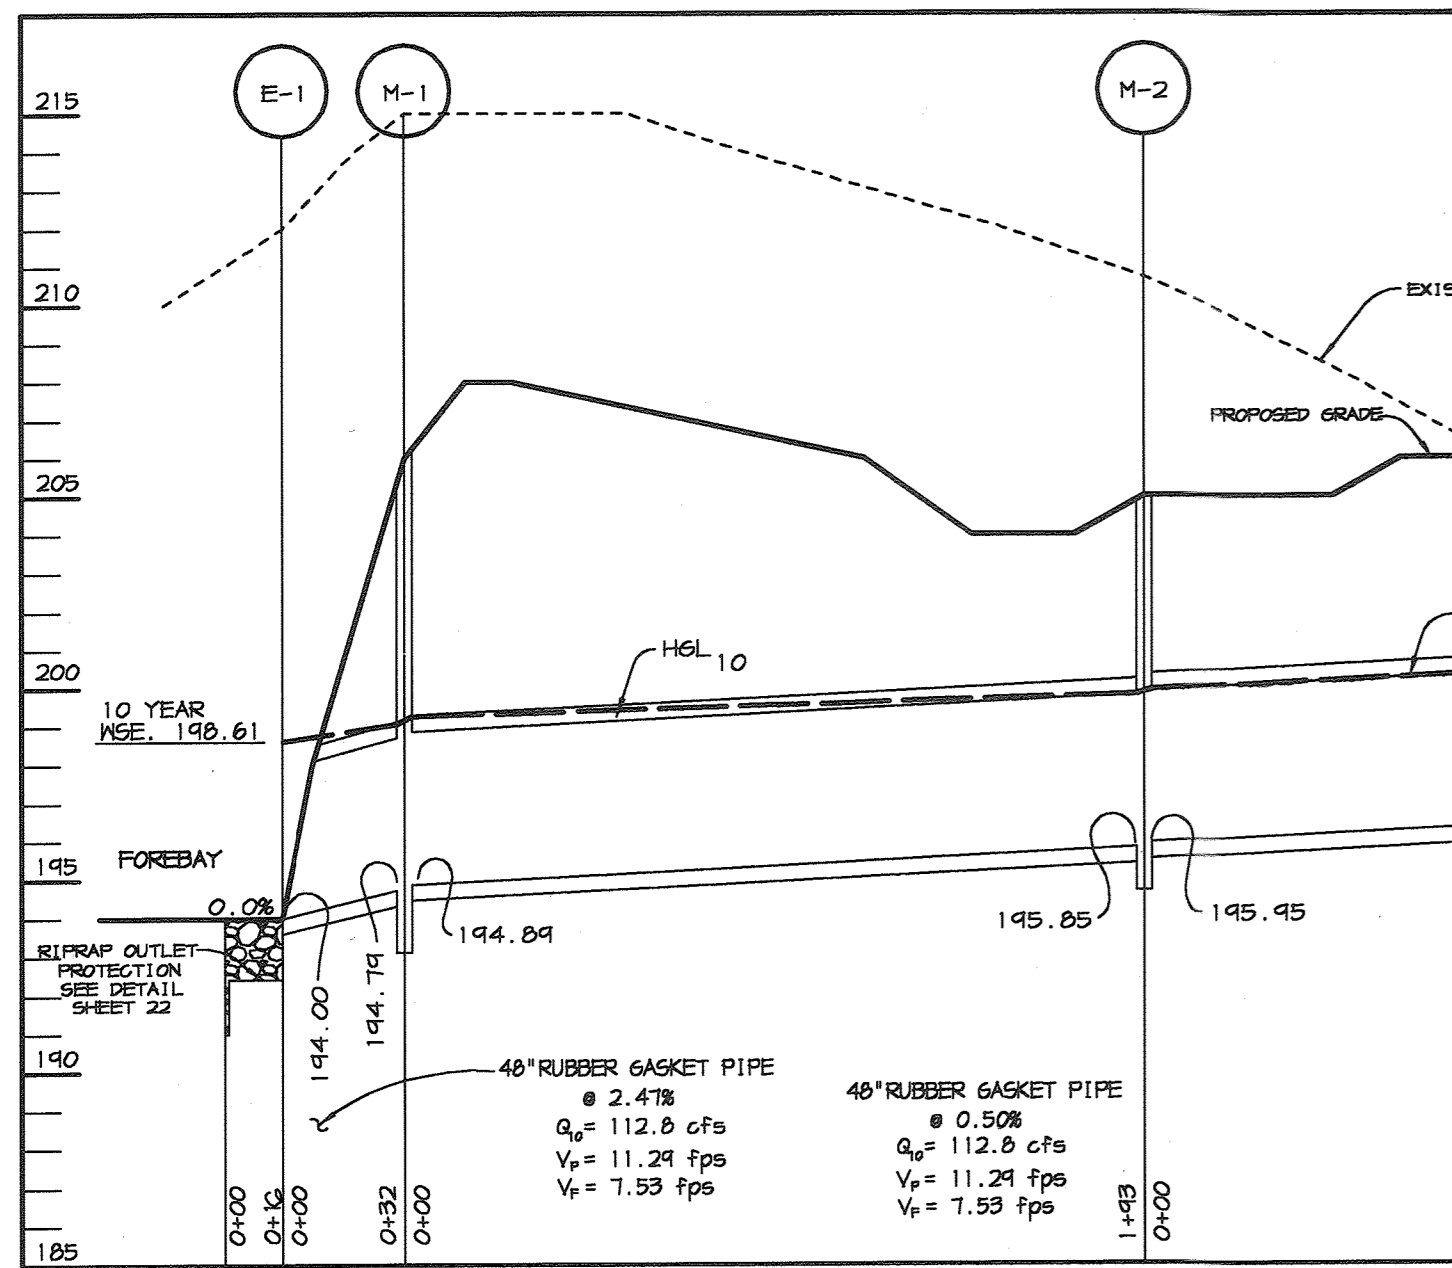 E-1
M-1
M-2
215
210
EXIS
PROPOSED GRADE
205
HGL 10
200
10 YEAR
WSE. 198.61
FOREBAY
195
0.0%
194.89
195.85
195.95
RIPRAP OUTLET
PROTECTION
SEE DETAIL
SHEET 22
194.00
194.79
190
48" RUBBER GASKET PIPE
@ 2.47%
Q10= 112.8 cfs
VP= 11.29 fps
VF= 7.53 fps
48" RUBBER GASKET PIPE
@ 0.50%
Q10= 112.8 cfs
VP= 11.29 fps
VF= 7.53 fps
0+00
0+16
0+00
0+32
0+00
1+93
0+00
185